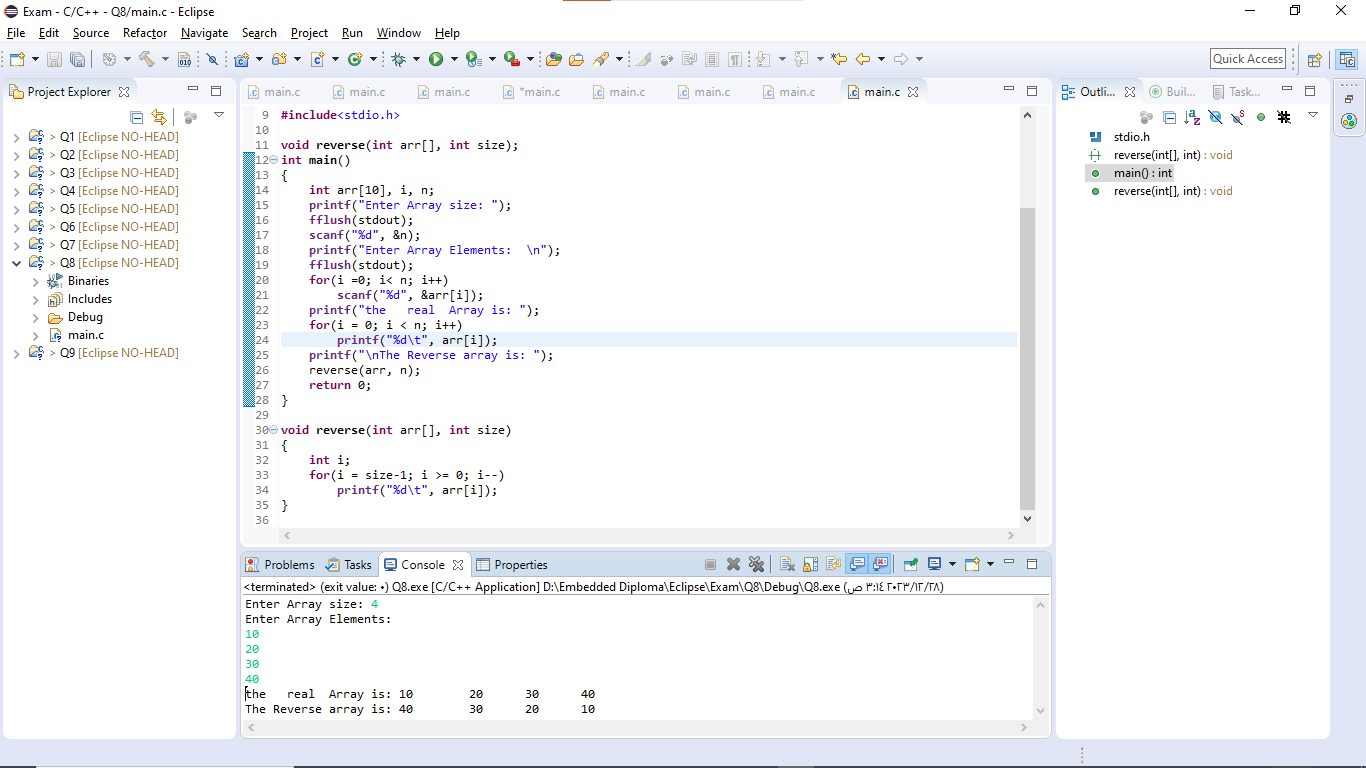 Exam - C/C++ - Q8/main.c - Eclipse
File Edit Source Refactor Navigate Search Project Run Window Help
Quick Access
Project Explorer
> Q1 [Eclipse NO-HEAD]
> Q2 [Eclipse NO-HEAD]
> Q3 [Eclipse NO-HEAD]
> Q4 [Eclipse NO-HEAD]
> Q5 [Eclipse NO-HEAD]
> Q6 [Eclipse NO-HEAD]
> Q7 [Eclipse NO-HEAD]
> Q8 [Eclipse NO-HEAD]
Binaries
Includes
Debug
main.c
> Q9 [Eclipse NO-HEAD]
main.c main.c main.c *main.c main.c main.c main.c main.c
9 #include<stdio.h>
10
11 void reverse(int arr[], int size);
12 int main()
13 {
14 int arr[10], i, n;
15 printf("Enter Array size: ");
16 fflush(stdout);
17 scanf("%d", &n);
18 printf("Enter Array Elements:  \n");
19 fflush(stdout);
20 for(i =0; i< n; i++)
21 scanf("%d", &arr[i]);
22 printf("the   real  Array is: ");
23 for(i = 0; i < n; i++)
24 printf("%d\t", arr[i]);
25 printf("\nThe Reverse array is: ");
26 reverse(arr, n);
27 return 0;
28 }
29
30 void reverse(int arr[], int size)
31 {
32 int i;
33 for(i = size-1; i >= 0; i--)
34 printf("%d\t", arr[i]);
35 }
36
Problems Tasks Console Properties
<terminated> (exit value: ٠) Q8.exe [C/C++ Application] D:\Embedded Diploma\Eclipse\Exam\Q8\Debug\Q8.exe (٢٠٢٣/١٢/٢٨ ٣:١٤ ص)
Enter Array size: 4
Enter Array Elements:
10
20
30
40
the   real  Array is: 10 20 30 40
The Reverse array is: 40 30 20 10
Outli... Buil... Task...
stdio.h
reverse(int[], int) : void
main() : int
reverse(int[], int) : void